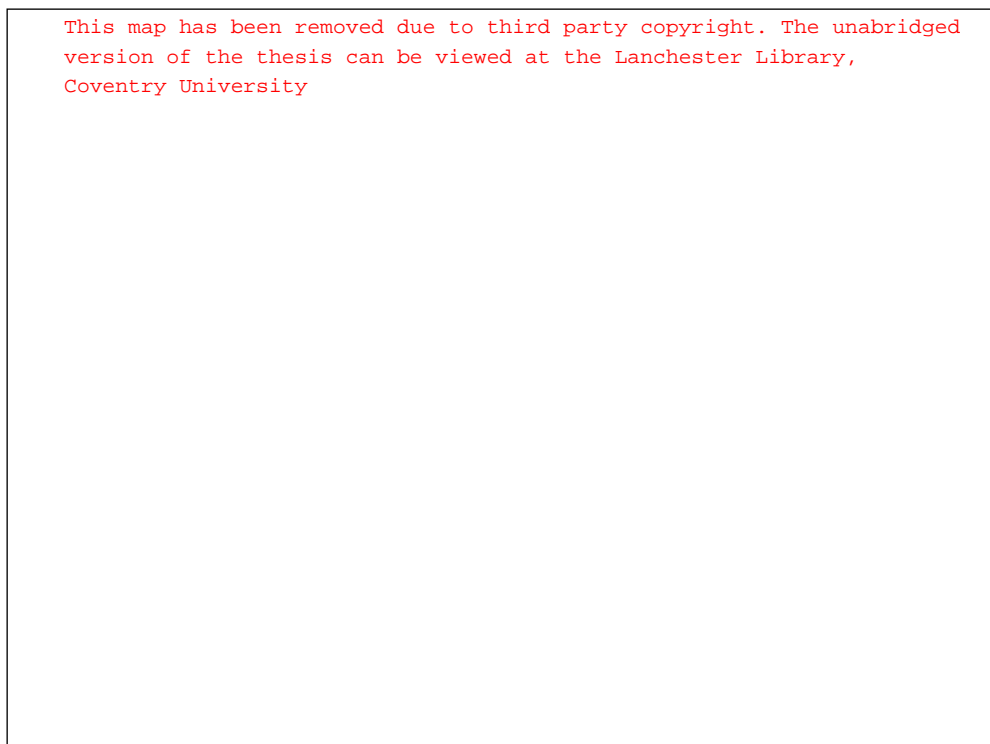 This map has been removed due to third party copyright. The unabridged
version of the thesis can be viewed at the Lanchester Library,
Coventry University